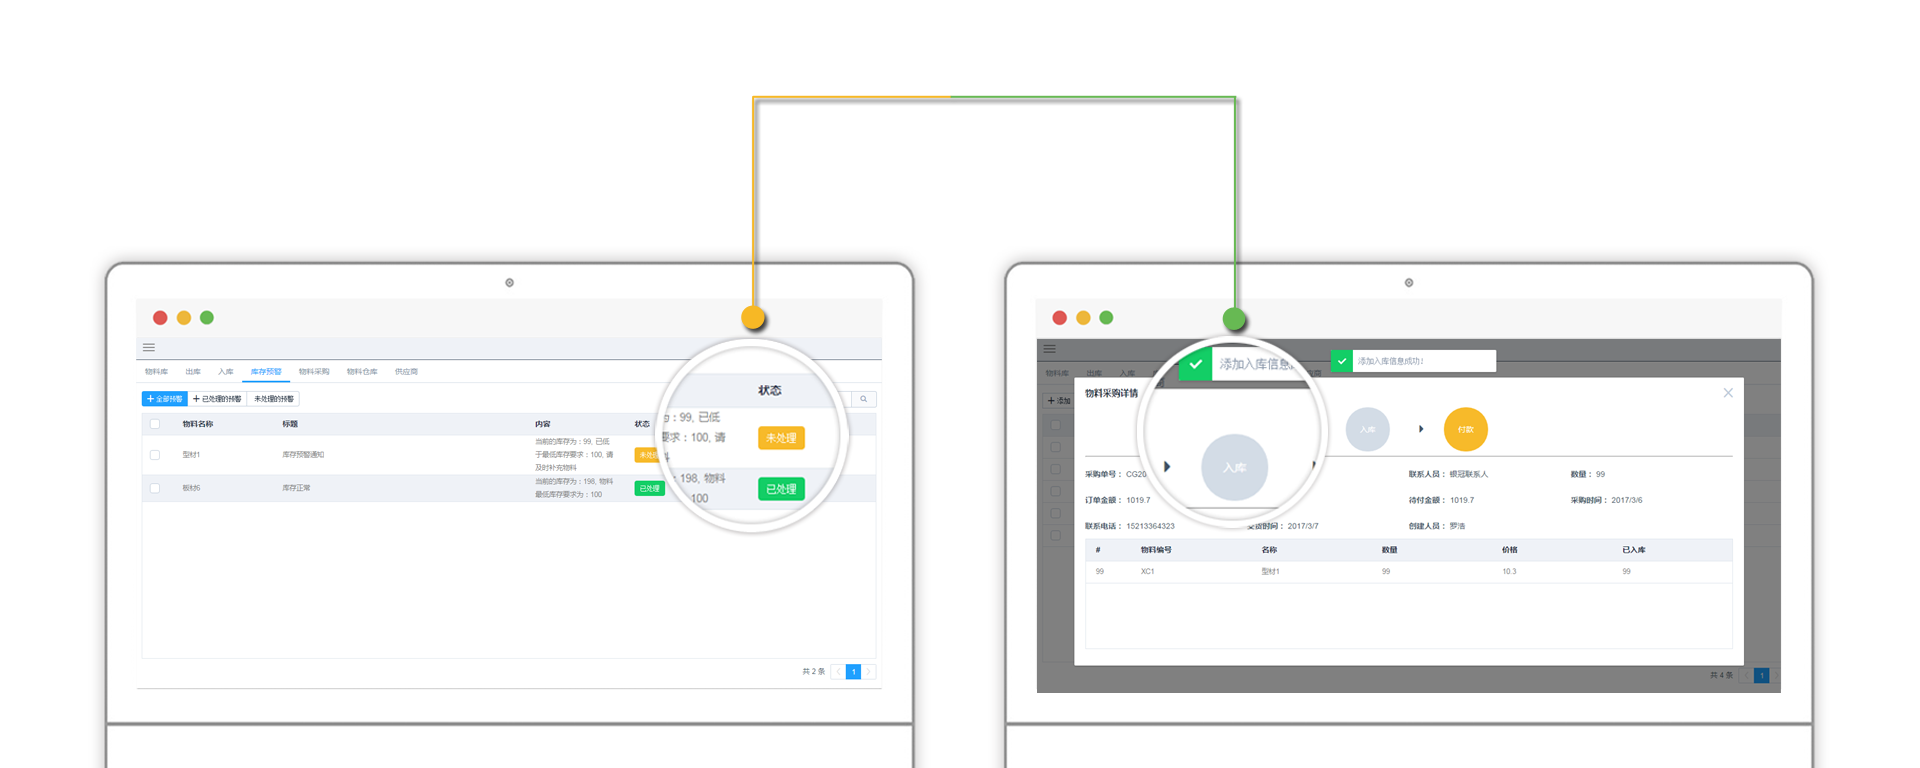 物料库 出库 入库 库存预警 物料采购 物料仓库 供应商
全部预警 已处理的预警 未处理的预警
物料名称 标题 内容 状态
型材1 库存预警通知 当前的库存为：99, 已低
于最低库存要求：100, 请
及时补充物料
未处
板材6 库存正常 当前的库存为：198, 物料
最低库存要求为：100
已处理
状态
为：99, 已低
要求：100, 请
料
未处理
：198, 物料
100
已处理
共 2 条 1
添加入库信息
添加入库信息成功!
物料库 出库 入库
添加
物料采购详情
入库
入库 付款
采购单号： CG20 联系人员： 银冠联系人 数量： 99
订单金额： 1019.7 待付金额： 1019.7 采购时间： 2017/3/6
联系电话： 15213364323 交货时间： 2017/3/7 创建人员： 罗浩
# 物料编号 名称 数量 价格 已入库
99 XC1 型材1 99 10.3 99
共 4 条 1